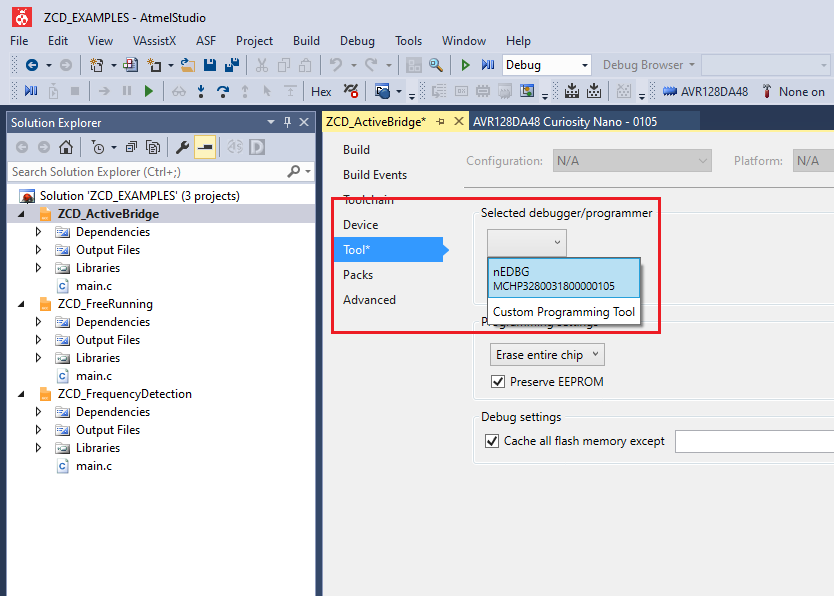 ZCD_EXAMPLES - AtmelStudio
File Edit View VAssistX ASF Project Build Debug Tools Window Help
Debug Debug Browser
Hex AVR128DA48 None on
Solution Explorer
Search Solution Explorer (Ctrl+;)
Solution 'ZCD_EXAMPLES' (3 projects)
ZCD_ActiveBridge
Dependencies
Output Files
Libraries
main.c
ZCD_FreeRunning
Dependencies
Output Files
Libraries
main.c
ZCD_FrequencyDetection
Dependencies
Output Files
Libraries
main.c
ZCD_ActiveBridge* AVR128DA48 Curiosity Nano - 0105
Build
Build Events
Toolchain
Device
Tool*
Packs
Advanced
Configuration: N/A Platform: N/A
Selected debugger/programmer
nEDBG
MCHP3280031800000105
Custom Programming Tool
Programming settings
Erase entire chip
Preserve EEPROM
Debug settings
Cache all flash memory except